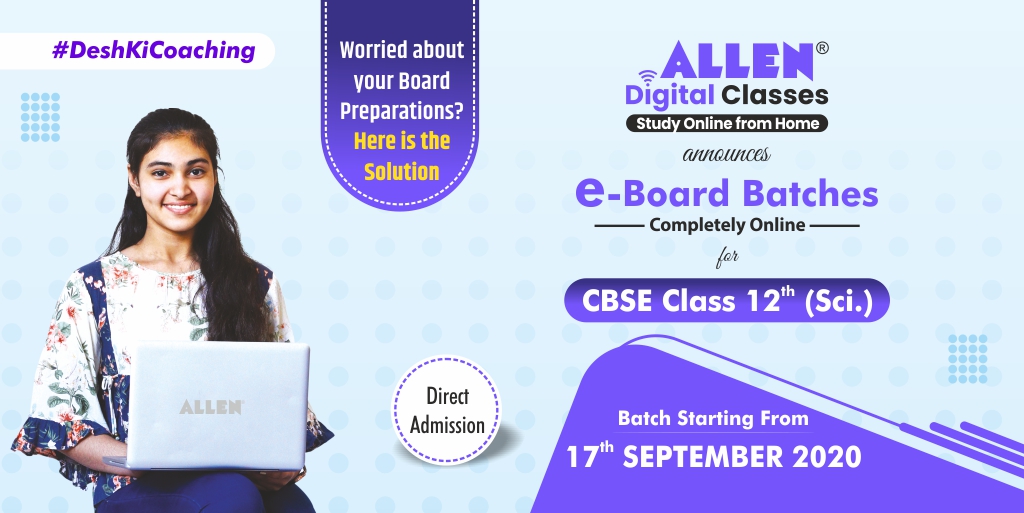 #DeshKiCoaching
Worried about
your Board
Preparations?
Here is the
Solution
ALLEN®
Digital Classes
Study Online from Home
announces
e-Board Batches
Completely Online
for
CBSE Class 12th (Sci.)
Direct
Admission
ALLEN
Batch Starting From
17th SEPTEMBER 2020